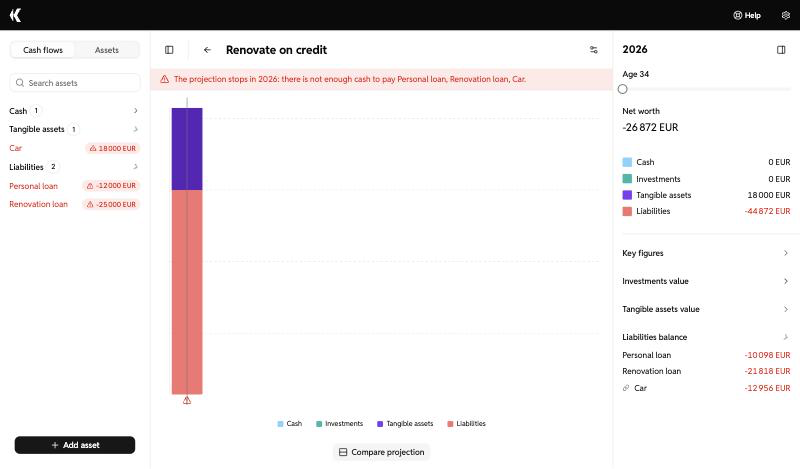 Help
Cash flows
Assets
Search assets
Cash 1
Tangible assets 1
Car 18 000 EUR
Liabilities 2
Personal loan -12 000 EUR
Renovation loan -25 000 EUR
Add asset
Renovate on credit
The projection stops in 2026: there is not enough cash to pay Personal loan, Renovation loan, Car.
Cash Investments Tangible assets Liabilities
Compare projection
2026
Age 34
Net worth
-26 872 EUR
Cash 0 EUR
Investments 0 EUR
Tangible assets 18 000 EUR
Liabilities -44 872 EUR
Key figures
Investments value
Tangible assets value
Liabilities balance
Personal loan -10 098 EUR
Renovation loan -21 818 EUR
Car -12 956 EUR